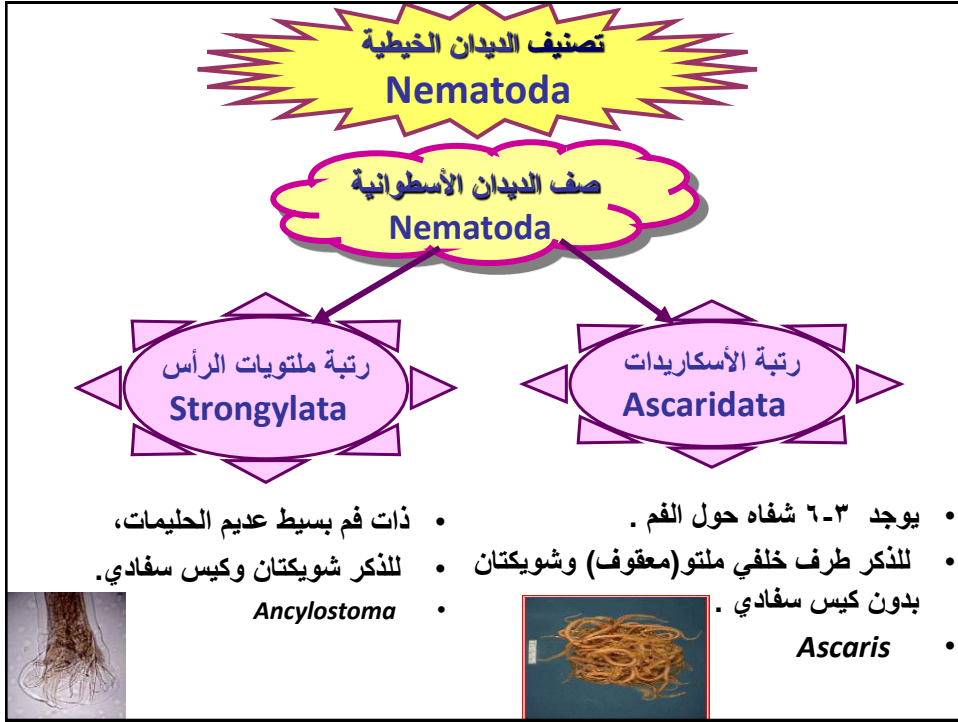 تصنيف الديدان الخيطية
Nematoda
صف الديدان الأسطوانية
Nematoda
رتبة الأسكاريدات
Ascaridata
رتبة ملتويات الرأس
Strongylata
• يوجد ٣-٦ شفاه حول الفم .
• للذكر طرف خلفي ملتو(معقوف) وشويكتان
بدون كيس سفادي .
• Ascaris
• ذات فم بسيط عديم الحليمات،
• للذكر شويكتان وكيس سفادي.
• Ancylostoma